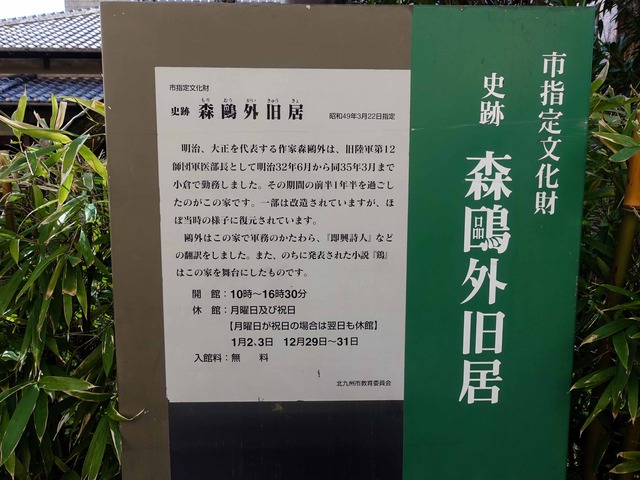 市指定文化財
史跡 森鷗外旧居
市指定文化財
史跡 森鷗外旧居 昭和49年3月22日指定
もり おう がい きゅう きょ
明治、大正を代表する作家森鷗外は、旧陸軍第12
師団軍医部長として明治32年6月から同35年3月まで
小倉で勤務しました。その期間の前半1年半を過ごし
たのがこの家です。一部は改造されていますが、ほ
ぼ当時の様子に復元されています。
鷗外はこの家で軍務のかたわら、『即興詩人』など
の翻訳をしました。また、のちに発表された小説『鶏』
はこの家を舞台にしたものです。
開 館：10時〜16時30分
休 館：月曜日及び祝日
【月曜日が祝日の場合は翌日も休館】
1月2、3日 12月29日〜31日
入館料：無 料
北九州市教育委員会